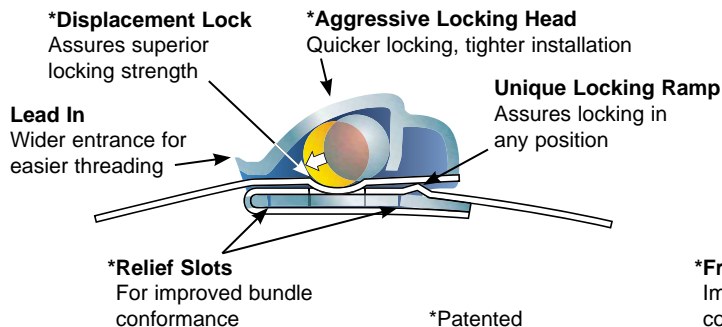 *Displacement Lock
Assures superior
locking strength
*Aggressive Locking Head
Quicker locking, tighter installation
Unique Locking Ramp
Assures locking in
any position
Lead In
Wider entrance for
easier threading
*Relief Slots
For improved bundle
conformance
*Patented